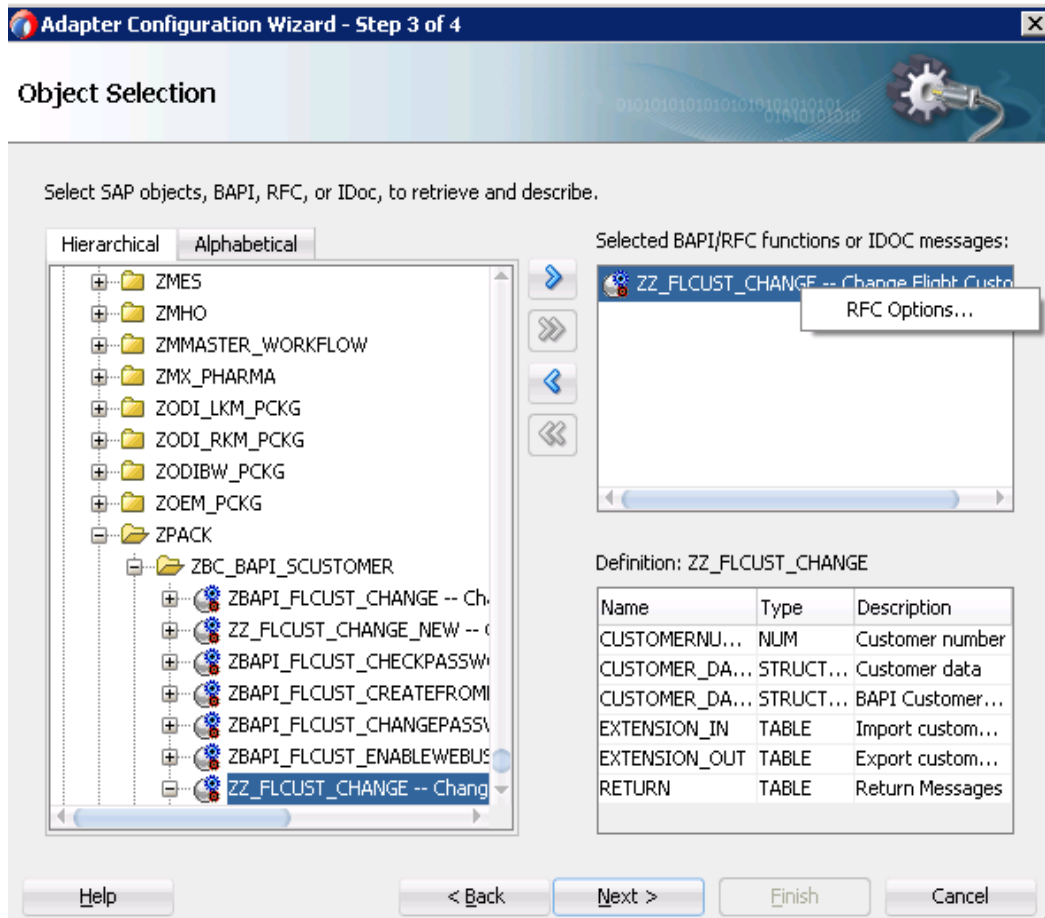 Adapter Configuration Wizard - Step 3 of 4
Object Selection
Select SAP objects, BAPI, RFC, or IDoc, to retrieve and describe.
Hierarchical Alphabetical
ZMES
ZMHO
ZMMASTER_WORKFLOW
ZMX_PHARMA
ZODI_LKM_PCKG
ZODI_RKM_PCKG
ZODIBW_PCKG
ZOEM_PCKG
ZPACK
ZBC_BAPI_SCUSTOMER
ZBAPI_FLCUST_CHANGE -- Ch
ZZ_FLCUST_CHANGE_NEW --
ZBAPI_FLCUST_CHECKPASSW
ZBAPI_FLCUST_CREATEFROM
ZBAPI_FLCUST_CHANGEPASS
ZBAPI_FLCUST_ENABLEWEBUS
ZZ_FLCUST_CHANGE -- Chang
Selected BAPI/RFC functions or IDOC messages:
ZZ_FLCUST_CHANGE -- Change Flight Custo
RFC Options...
Definition: ZZ_FLCUST_CHANGE
Name Type Description
CUSTOMERNU... NUM Customer number
CUSTOMER_DA... STRUCT... Customer data
CUSTOMER_DA... STRUCT... BAPI Customer...
EXTENSION_IN TABLE Import custom...
EXTENSION_OUT TABLE Export custom...
RETURN TABLE Return Messages
Help < Back Next > Finish Cancel